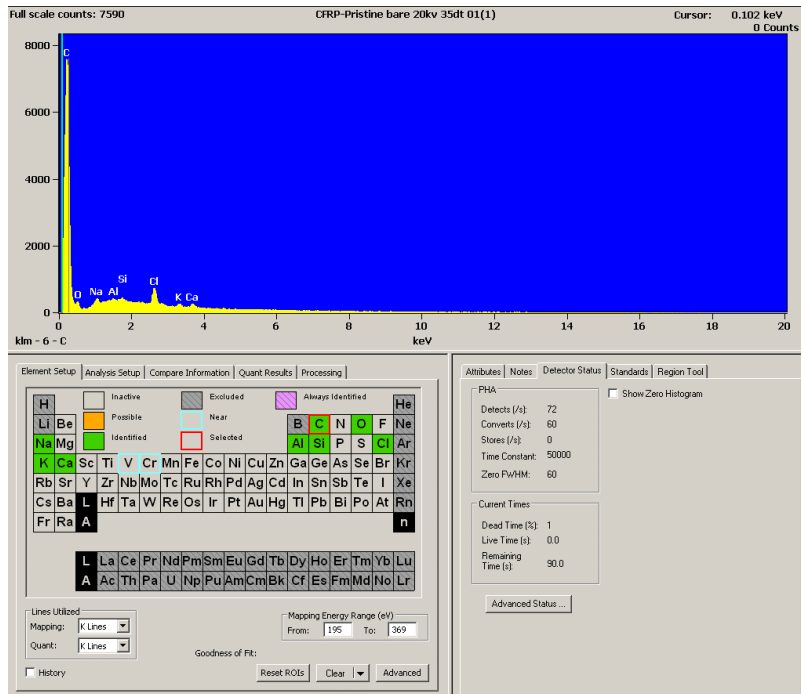 Full scale counts: 7590 CFRP-Pristine bare 20kv 35dt 01(1) Cursor: 0.102 keV
0 Counts
8000
6000
4000
2000
0
C
O Na Al Si Cl K Ca
0 2 4 6 8 10 12 14 16 18 20
klm - 6 - C keV
Element Setup Analysis Setup Compare Information Quant Results Processing
Inactive Excluded Always Identified
Possible Near
Identified Selected
H He
Li Be B C N O F Ne
Na Mg Al Si P S Cl Ar
K Ca Sc Ti V Cr Mn Fe Co Ni Cu Zn Ga Ge As Se Br Kr
Rb Sr Y Zr Nb Mo Tc Ru Rh Pd Ag Cd In Sn Sb Te I Xe
Cs Ba L Hf Ta W Re Os Ir Pt Au Hg Tl Pb Bi Po At Rn
Fr Ra A n
L La Ce Pr Nd Pm Sm Eu Gd Tb Dy Ho Er Tm Yb Lu
A Ac Th Pa U Np Pu Am Cm Bk Cf Es Fm Md No Lr
Lines Utilized
Mapping: K Lines
Quant: K Lines
Mapping Energy Range (eV)
From: 195 To: 369
Goodness of Fit:
History
Reset ROIs Clear Advanced
Attributes Notes Detector Status Standards Region Tool
PHA
Detects (/s): 72
Converts (/s): 60
Stores (/s): 0
Time Constant: 50000
Zero FWHM: 60
Show Zero Histogram
Current Times
Dead Time (%): 1
Live Time (s): 0.0
Remaining
Time (s): 90.0
Advanced Status ...